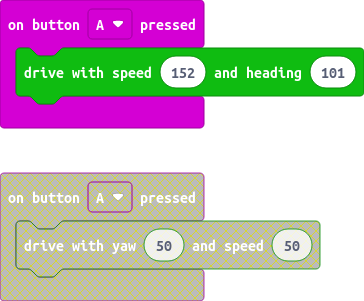 on button A pressed
drive with speed 152 and heading 101
on button A pressed
drive with yaw 50 and speed 50